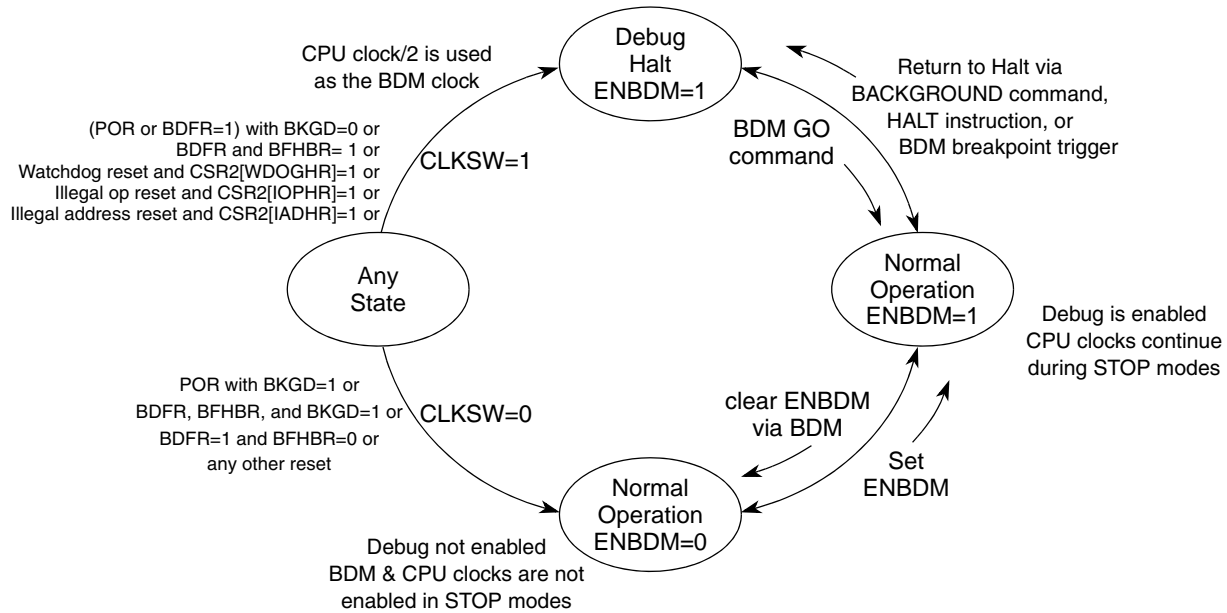 CPU clock/2 is used
as the BDM clock
Debug
Halt
ENBDM=1
Return to Halt via
BACKGROUND command,
HALT instruction, or
BDM breakpoint trigger
(POR or BDFR=1) with BKGD=0 or
BDFR and BFHBR= 1 or
Watchdog reset and CSR2[WDOGHR]=1 or
Illegal op reset and CSR2[IOPHR]=1 or
Illegal address reset and CSR2[IADHR]=1 or
CLKSW=1
BDM GO
command
Any
State
Normal
Operation
ENBDM=1
Debug is enabled
CPU clocks continue
during STOP modes
POR with BKGD=1 or
BDFR, BFHBR, and BKGD=1 or
BDFR=1 and BFHBR=0 or
any other reset
CLKSW=0
clear ENBDM
via BDM
Set
ENBDM
Normal
Operation
ENBDM=0
Debug not enabled
BDM & CPU clocks are not
enabled in STOP modes